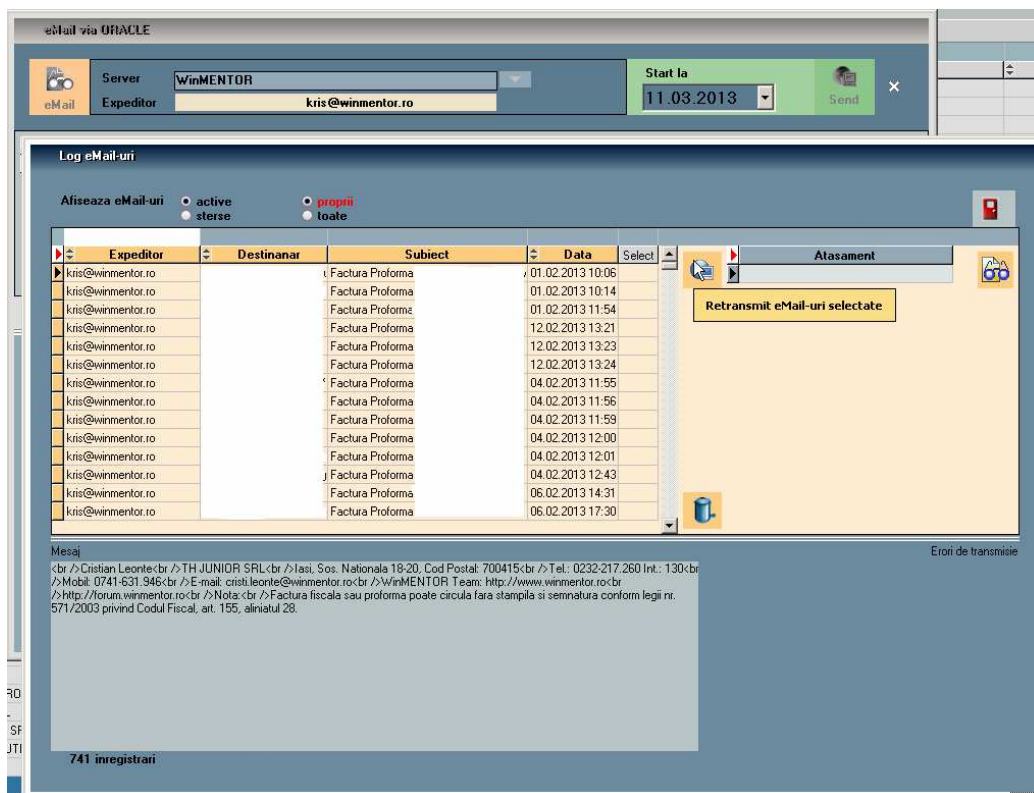 eMail via ORACLE
Server WinMENTOR
Start la
eMail Expeditor kris@winmentor.ro
11.03.2013 Send
Log eMail-uri
Afiseaza eMail-uri active proprii
sterse toate
Expeditor Destinanar Subiect Data Select Atasament
kris@winmentor.ro Factura Proforma 01.02.2013 10:06
kris@winmentor.ro Factura Proforma 01.02.2013 10:14
kris@winmentor.ro Factura Proforma 01.02.2013 11:54
kris@winmentor.ro Factura Proforma 12.02.2013 13:21
kris@winmentor.ro Factura Proforma 12.02.2013 13:23
kris@winmentor.ro Factura Proforma 12.02.2013 13:24
kris@winmentor.ro Factura Proforma 04.02.2013 11:55
kris@winmentor.ro Factura Proforma 04.02.2013 11:56
kris@winmentor.ro Factura Proforma 04.02.2013 11:59
kris@winmentor.ro Factura Proforma 04.02.2013 12:00
kris@winmentor.ro Factura Proforma 04.02.2013 12:01
kris@winmentor.ro Factura Proforma 04.02.2013 12:43
kris@winmentor.ro Factura Proforma 06.02.2013 14:31
kris@winmentor.ro Factura Proforma 06.02.2013 17:30
Retransmit eMail-uri selectate
Mesaj Erori de transmisie
<br />Cristian Leonte<br />TH JUNIOR SRL<br />Iasi, Sos. Nationala 18-20, Cod Postal: 700415<br />Tel.: 0232-217.260 Int.: 130<br
/>Mobil: 0741-631.946<br />E-mail: cristi.leonte@winmentor.ro<br />WinMENTOR Team: http://www.winmentor.ro<br
/>http://forum.winmentor.ro<br />Nota:<br />Factura fiscala sau proforma poate circula fara stampila si semnatura conform legii nr.
571/2003 privind Codul Fiscal, art. 155, aliniatul 28.
741 inregistrari